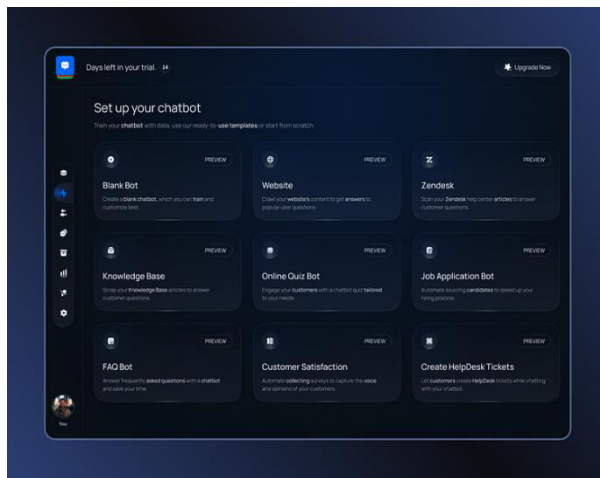 Days left in your trial. 14
Upgrade Now
Set up your chatbot
Train your chatbot with data, use our ready-to-use templates or start from scratch.
PREVIEW
Blank Bot
Create a blank chatbot, which you can train and
customize later.
PREVIEW
Website
Crawl your website's content to get answers to
popular user questions.
PREVIEW
Zendesk
Scan your Zendesk help center articles to answer
customer questions.
PREVIEW
Knowledge Base
Scrap your Knowledge Base articles to answer
customer questions.
PREVIEW
Online Quiz Bot
Engage your customers with a chatbot quiz tailored
to your needs.
PREVIEW
Job Application Bot
Automate sourcing candidates to speed up your
hiring process.
PREVIEW
FAQ Bot
Answer frequently asked questions with a chatbot
and save your time.
PREVIEW
Customer Satisfaction
Automate collecting surveys to capture the voice
and opinions of your customers.
PREVIEW
Create HelpDesk Tickets
Let customers create HelpDesk tickets while chatting
with your chatbot.